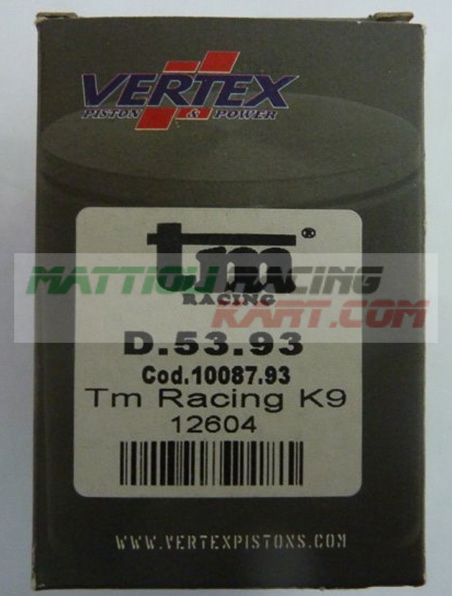 VERTEX
PISTON & POWER
tm®
RACING
MATTIOLI RACING
KART.COM
D.53.93
Cod.10087.93
Tm Racing K9
12604
WWW.VERTEXPISTONS.COM